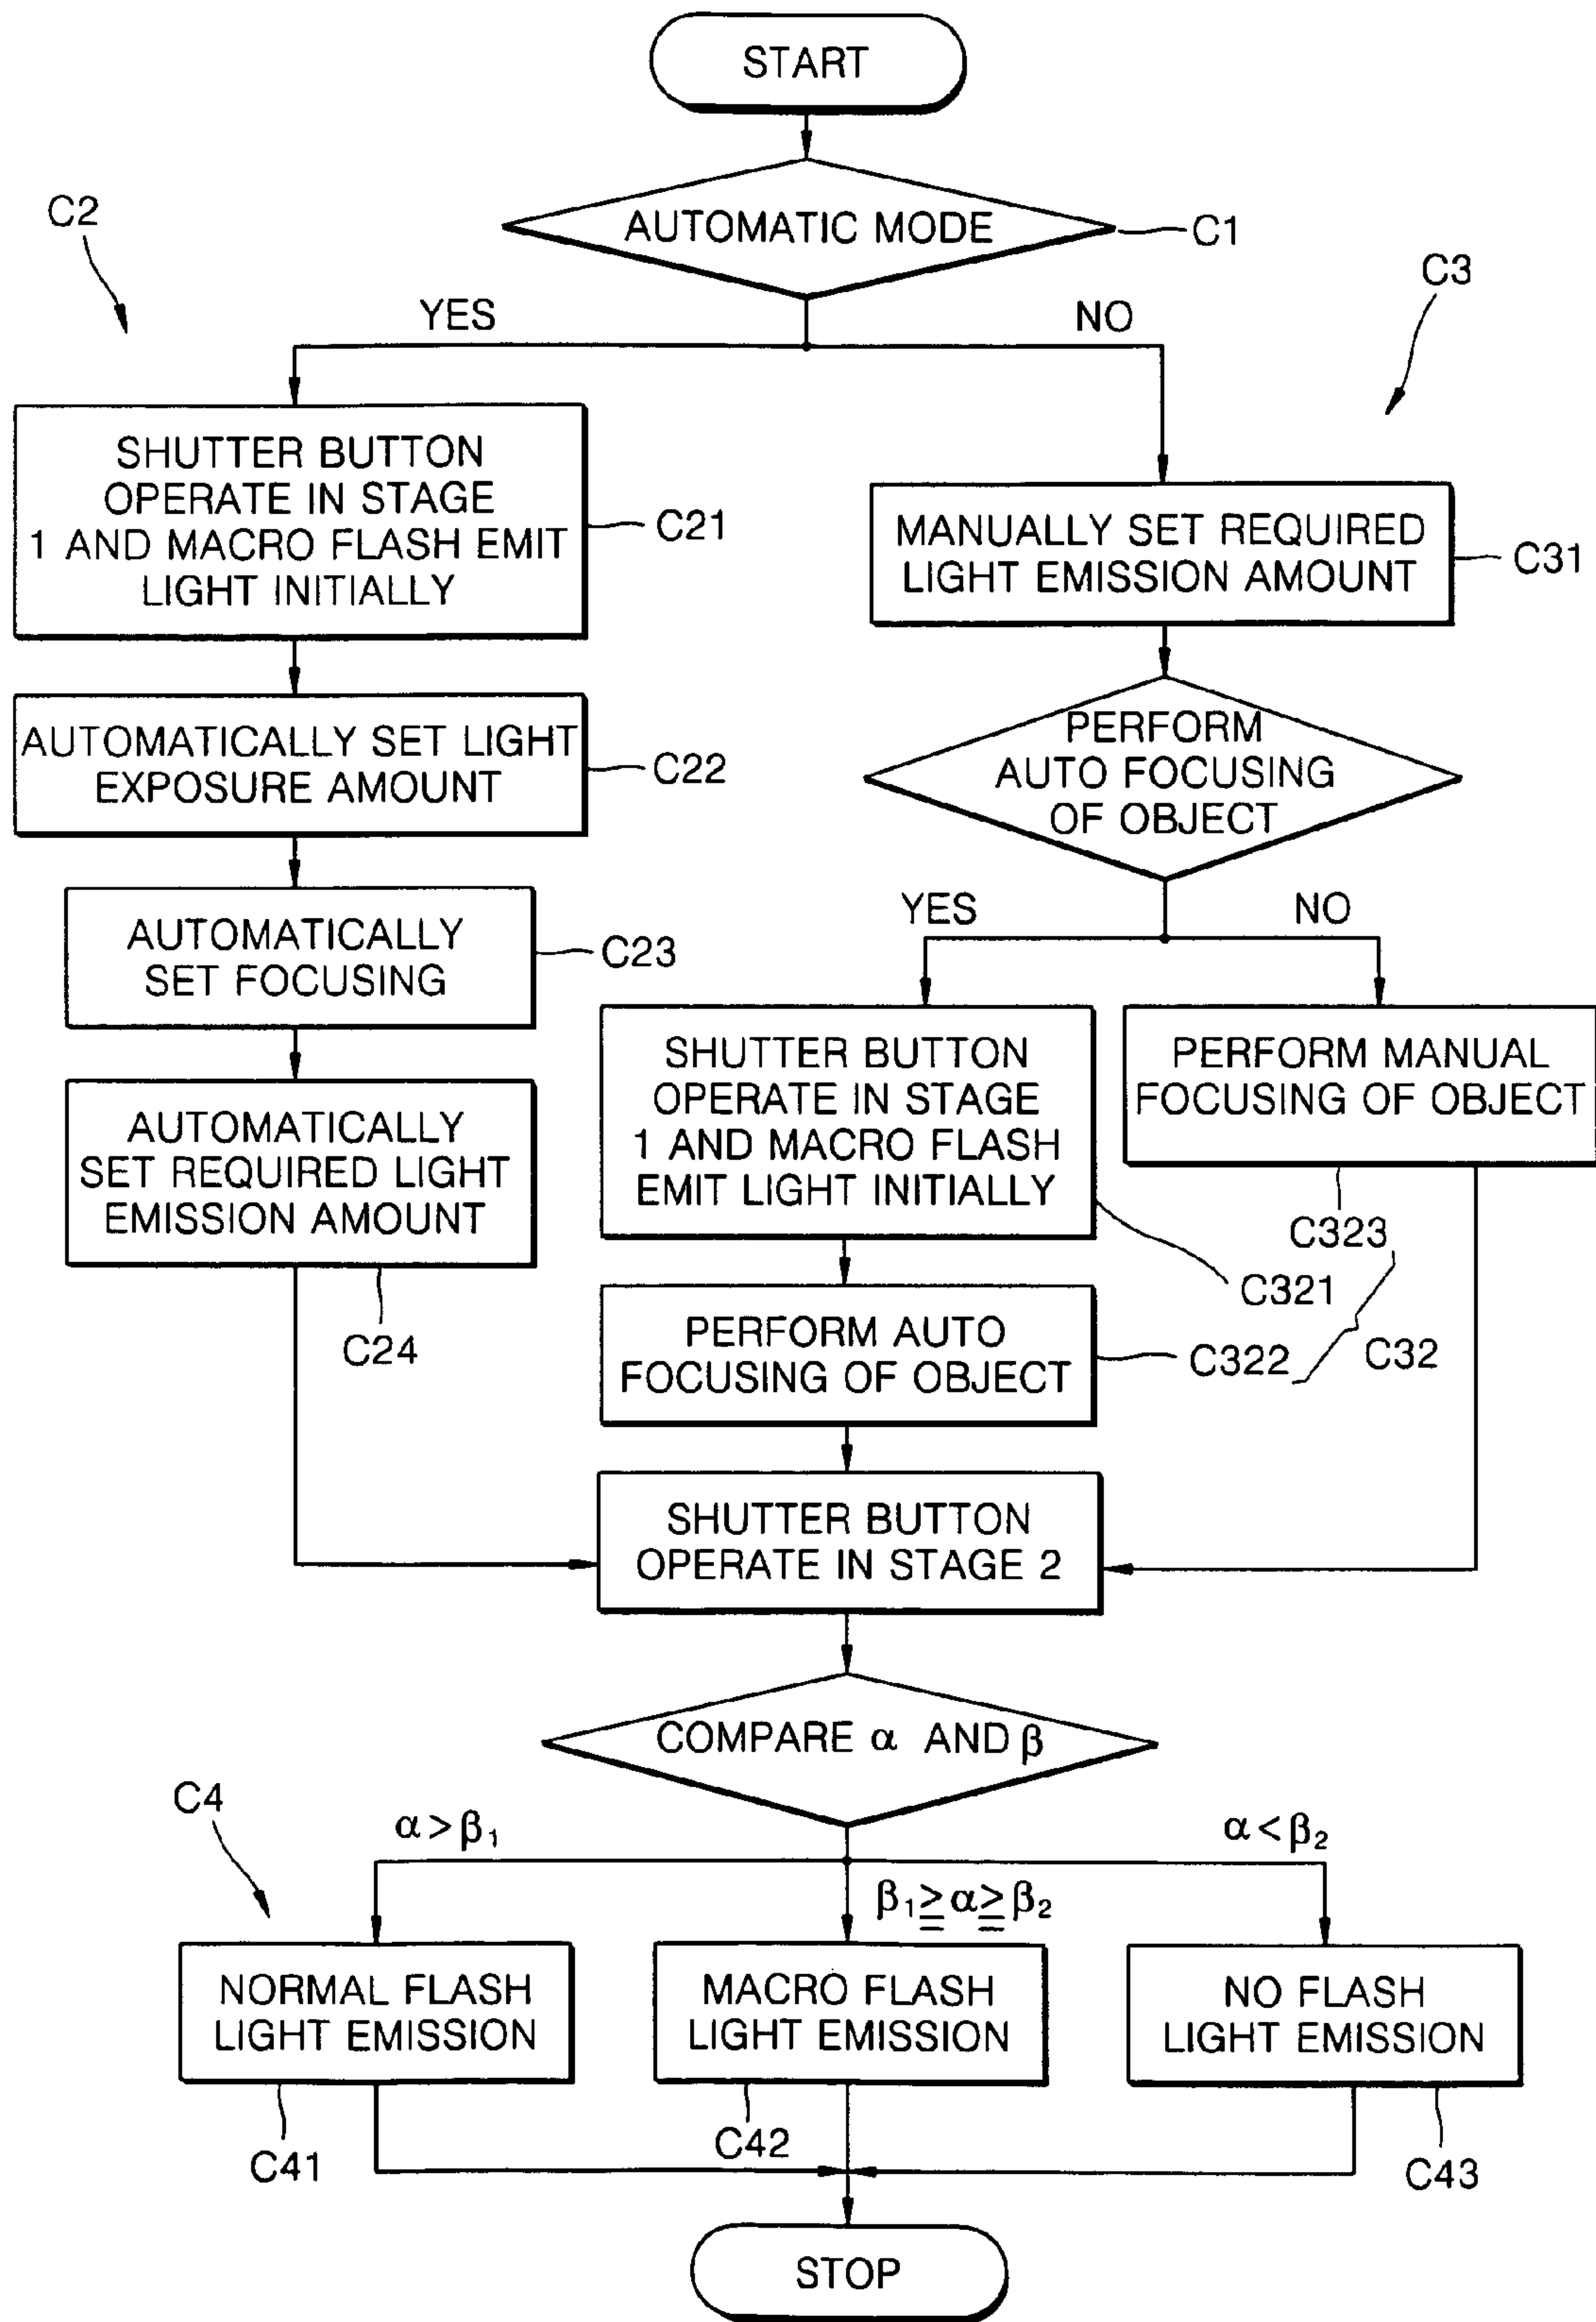 START
AUTOMATIC MODE
C1
C2
C3
YES
NO
SHUTTER BUTTON
OPERATE IN STAGE
1 AND MACRO FLASH EMIT
LIGHT INITIALLY
C21
MANUALLY SET REQUIRED
LIGHT EMISSION AMOUNT
C31
AUTOMATICALLY SET LIGHT
EXPOSURE AMOUNT
C22
PERFORM
AUTO FOCUSING
OF OBJECT
YES
NO
AUTOMATICALLY
SET FOCUSING
C23
AUTOMATICALLY
SET REQUIRED LIGHT
EMISSION AMOUNT
C24
SHUTTER BUTTON
OPERATE IN STAGE
1 AND MACRO FLASH
EMIT LIGHT INITIALLY
C321
PERFORM MANUAL
FOCUSING OF OBJECT
C323
PERFORM AUTO
FOCUSING OF OBJECT
C322
C32
SHUTTER BUTTON
OPERATE IN STAGE 2
COMPARE α AND β
C4
α>β₁
β₁≧α≧β₂
α<β₂
NORMAL FLASH
LIGHT EMISSION
C41
MACRO FLASH
LIGHT EMISSION
C42
NO FLASH
LIGHT EMISSION
C43
STOP